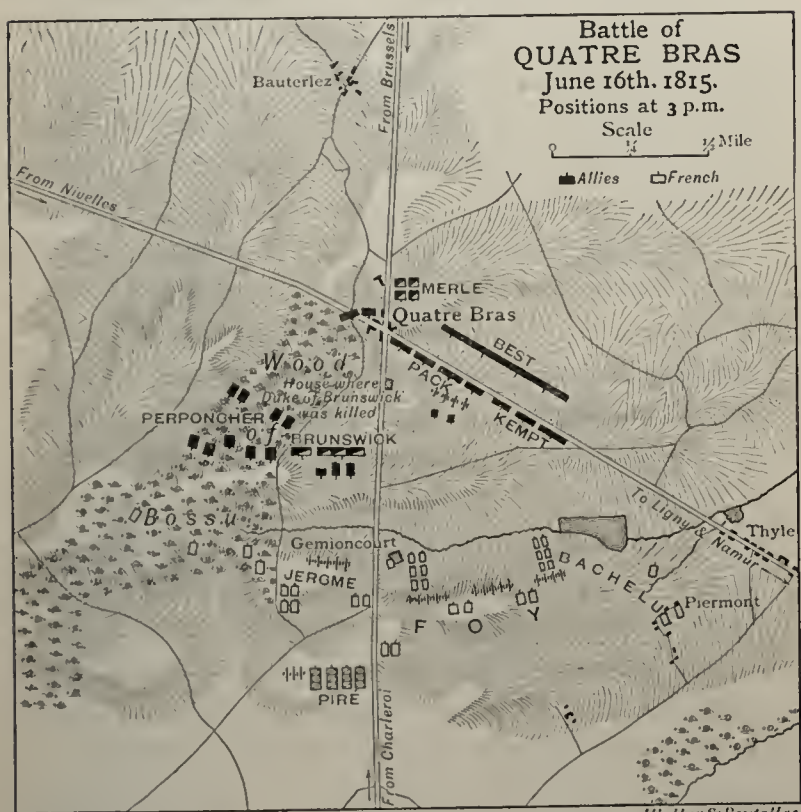 Battle of
QUATRE BRAS
June 16th. 1815.
Positions at 3 p.m.
Scale
0 ¼ ½ Mile
Allies French
Bauterlez
From Brussels
From Nivelles
MERLE
Quatre Bras
BEST
PACK
KEMPT
Wood
House where
Duke of Brunswick
was killed
PERPONCHER
of
BRUNSWICK
Bossu
To Ligny & Namur
Thyle
Gemioncourt
JEROME
BACHELU
Piermont
FOY
PIRE
From Charleroi